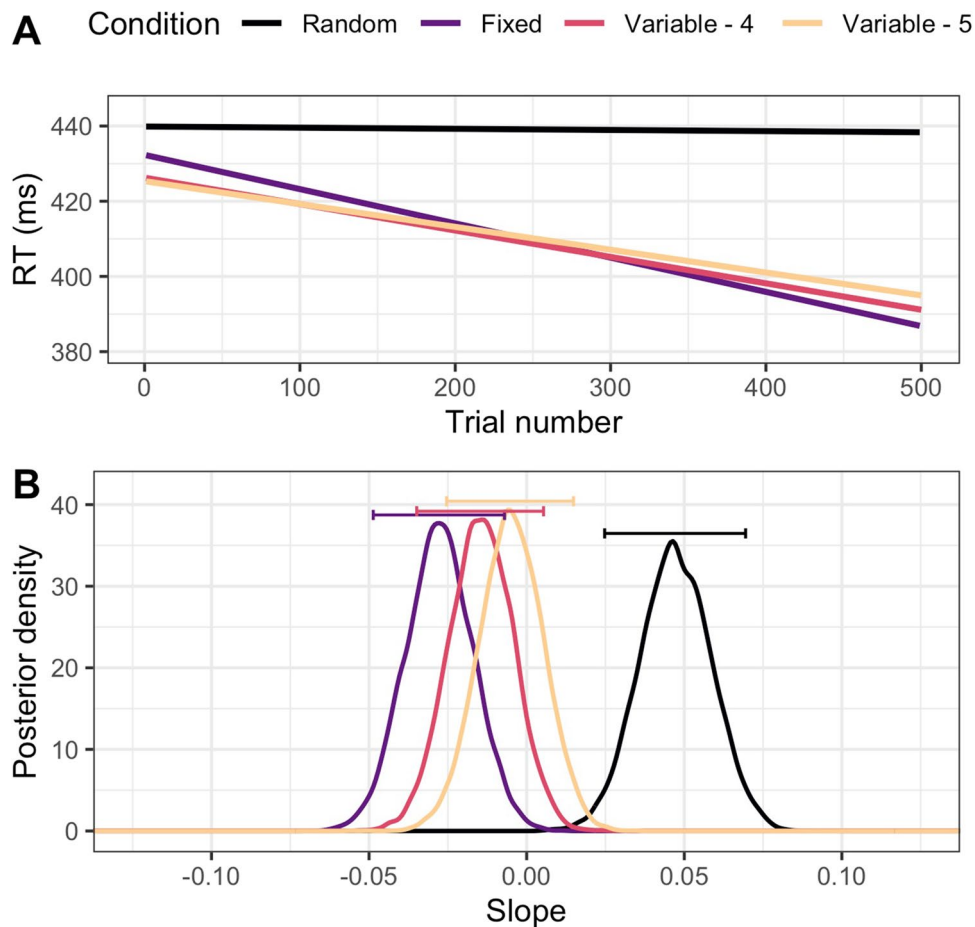 A Condition Random Fixed Variable - 4 Variable - 5
440
420
400
380
RT (ms)
0 100 200 300 400 500
Trial number
B
40
30
20
10
0
Posterior density
-0.10 -0.05 0.00 0.05 0.10
Slope